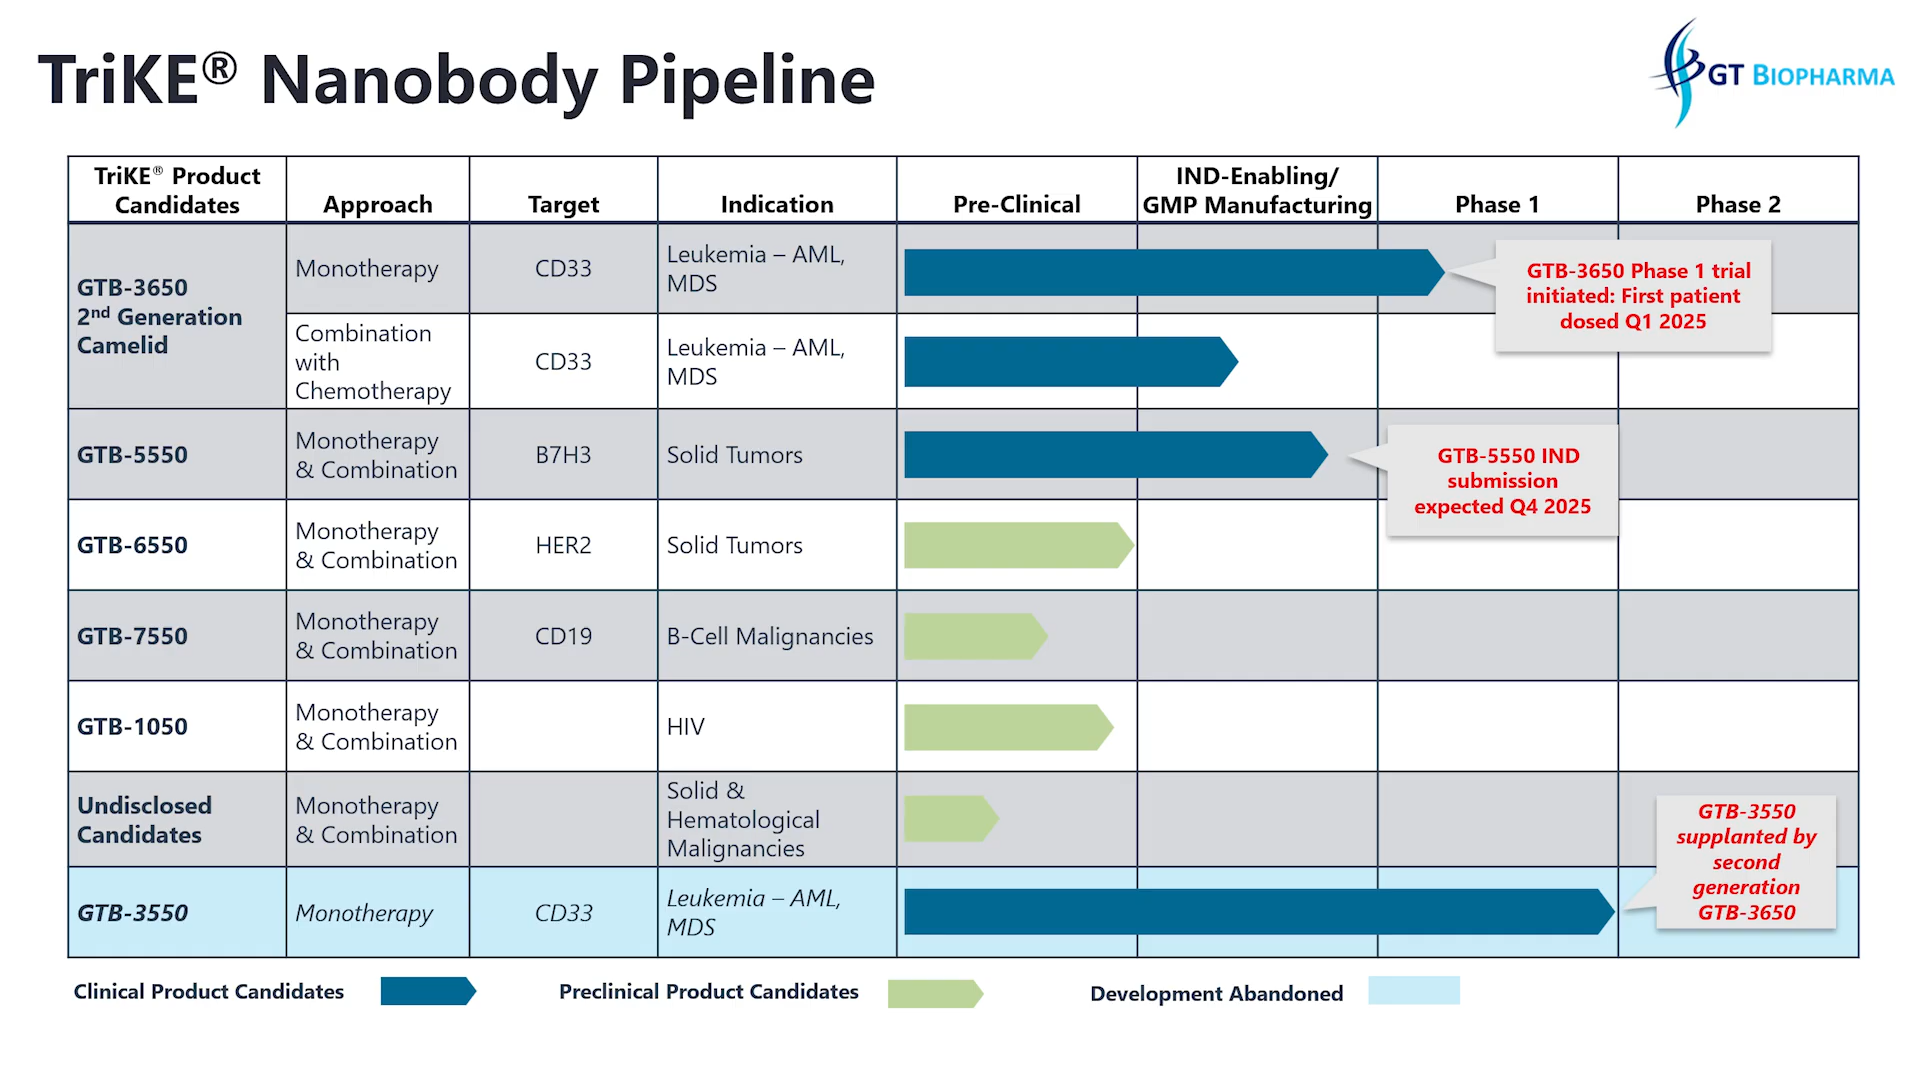 TriKE® Nanobody Pipeline
GT BIOPHARMA
TriKE® Product
Candidates
Approach
Target
Indication
Pre-Clinical
IND-Enabling/
GMP Manufacturing
Phase 1
Phase 2
GTB-3650
2nd Generation
Camelid
Monotherapy
CD33
Leukemia – AML,
MDS
GTB-3650 Phase 1 trial
initiated: First patient
dosed Q1 2025
Combination
with
Chemotherapy
CD33
Leukemia – AML,
MDS
GTB-5550
Monotherapy
& Combination
B7H3
Solid Tumors
GTB-5550 IND
submission
expected Q4 2025
GTB-6550
Monotherapy
& Combination
HER2
Solid Tumors
GTB-7550
Monotherapy
& Combination
CD19
B-Cell Malignancies
GTB-1050
Monotherapy
& Combination
HIV
Undisclosed
Candidates
Monotherapy
& Combination
Solid &
Hematological
Malignancies
GTB-3550
Monotherapy
CD33
Leukemia – AML,
MDS
GTB-3550
supplanted by
second
generation
GTB-3650
Clinical Product Candidates
Preclinical Product Candidates
Development Abandoned